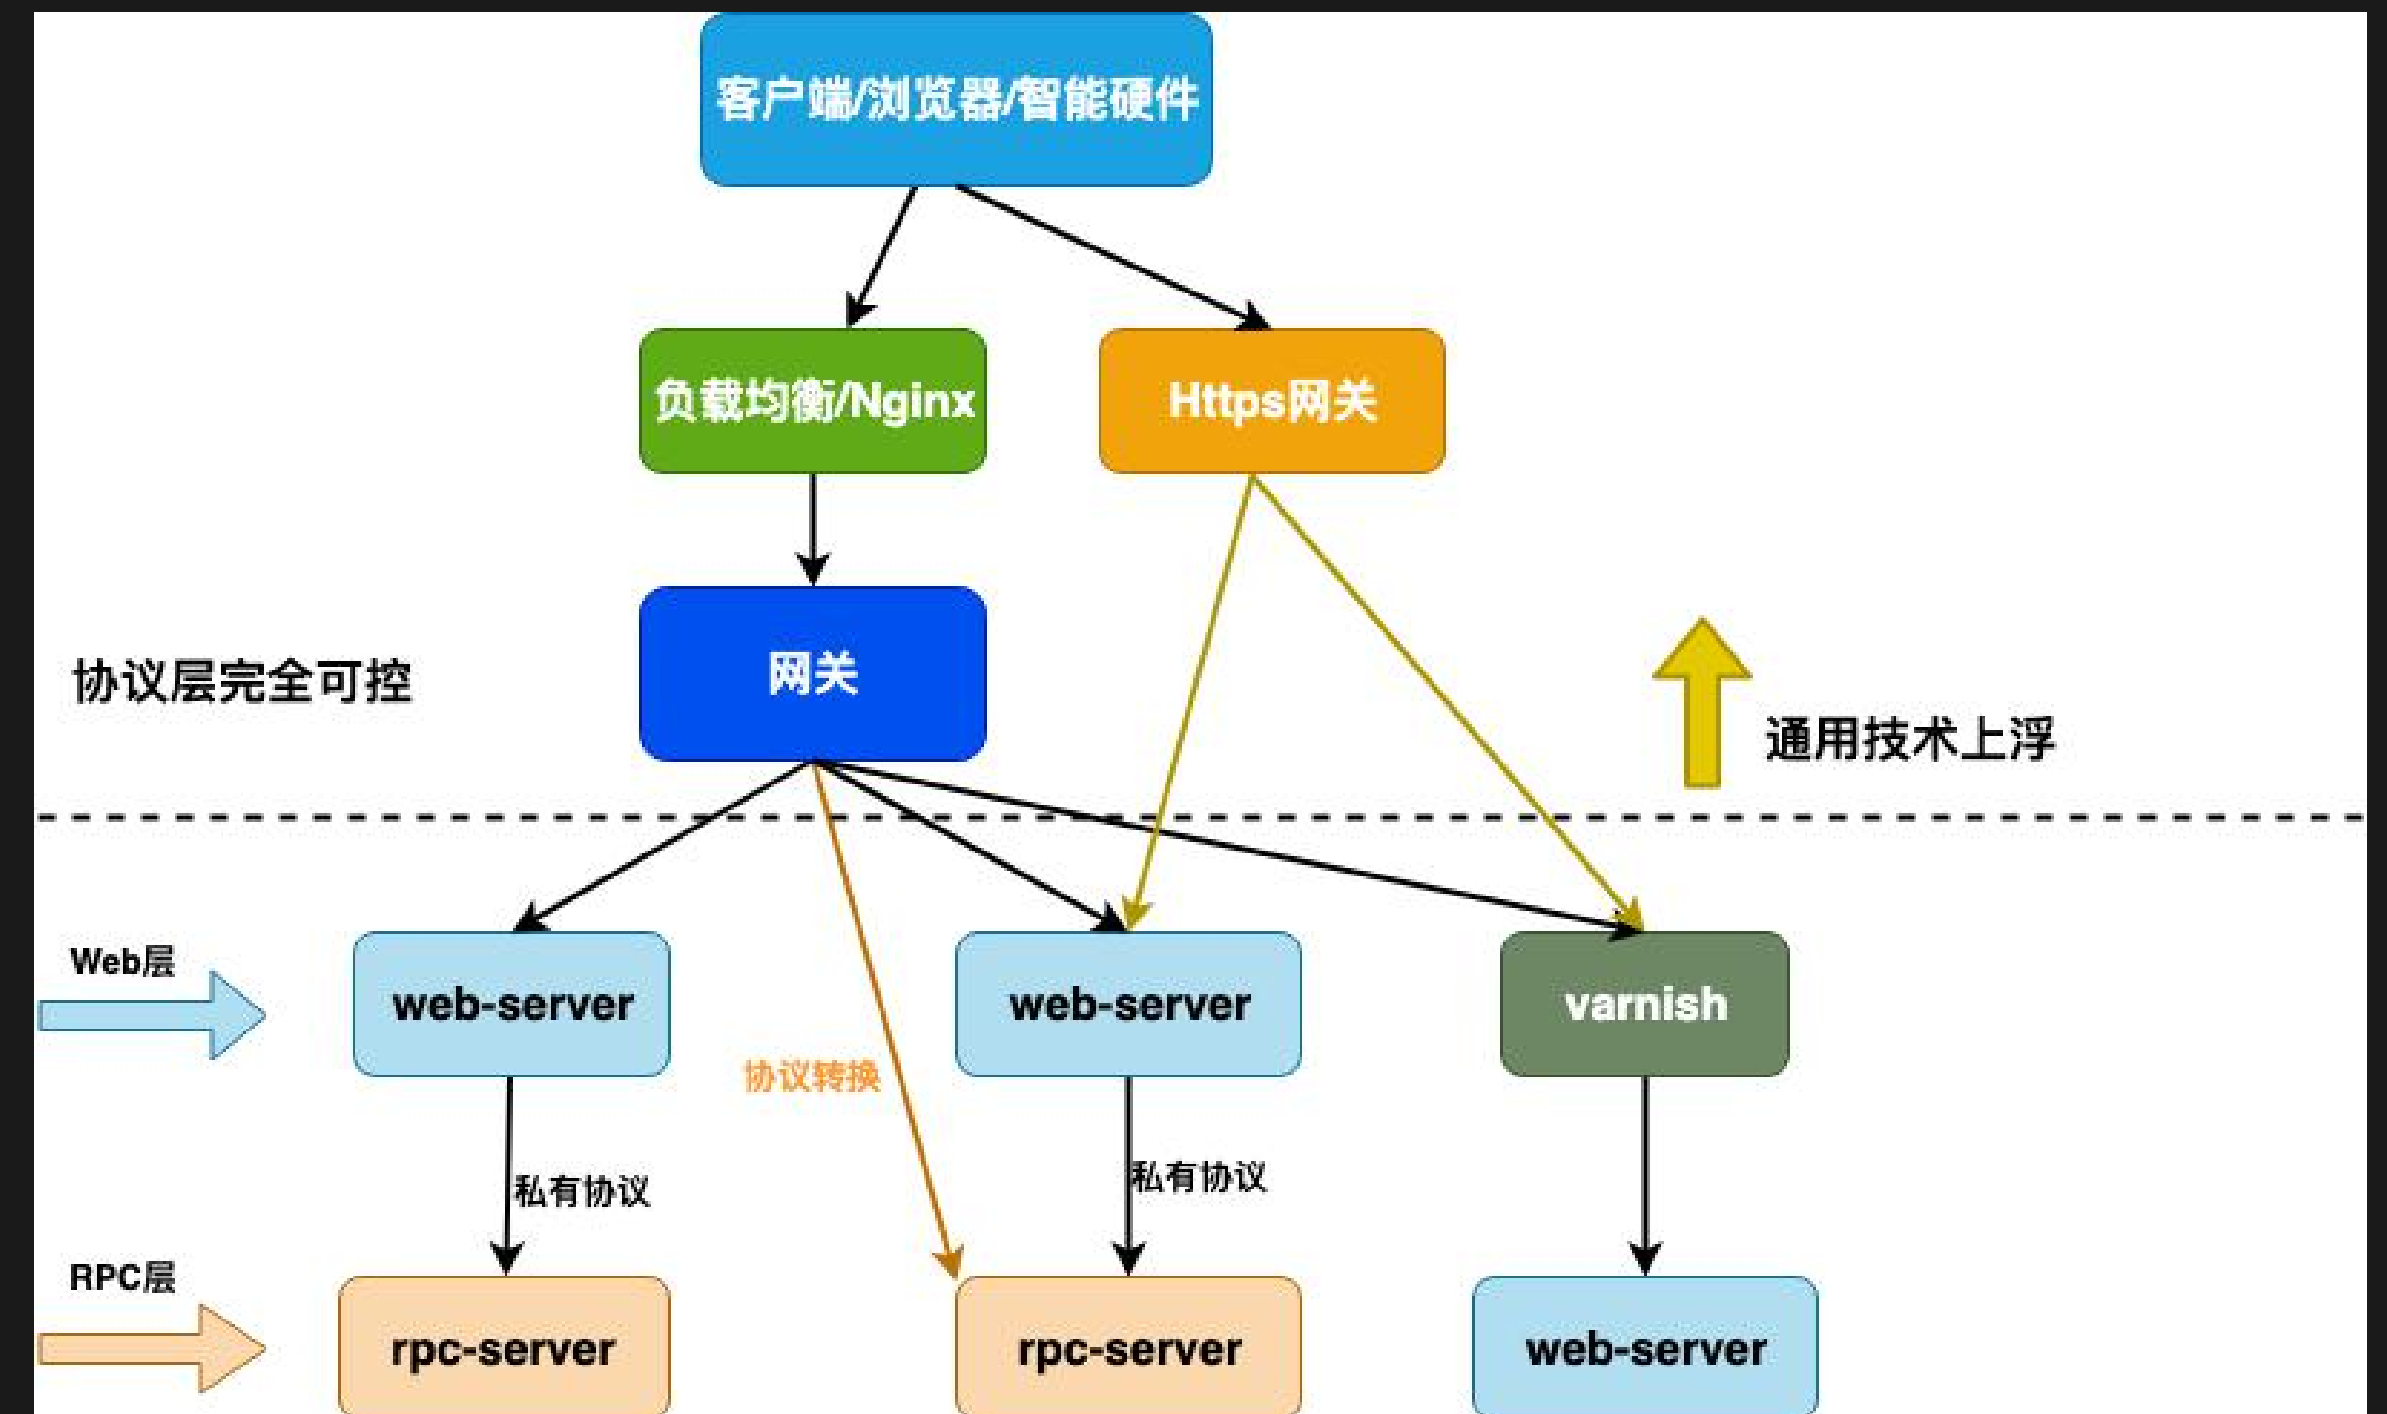 客户端/浏览器/智能硬件
负载均衡/Nginx
Https网关
网关
协议层完全可控
通用技术上浮
Web层
web-server
web-server
varnish
协议转换
私有协议
私有协议
RPC层
rpc-server
rpc-server
web-server